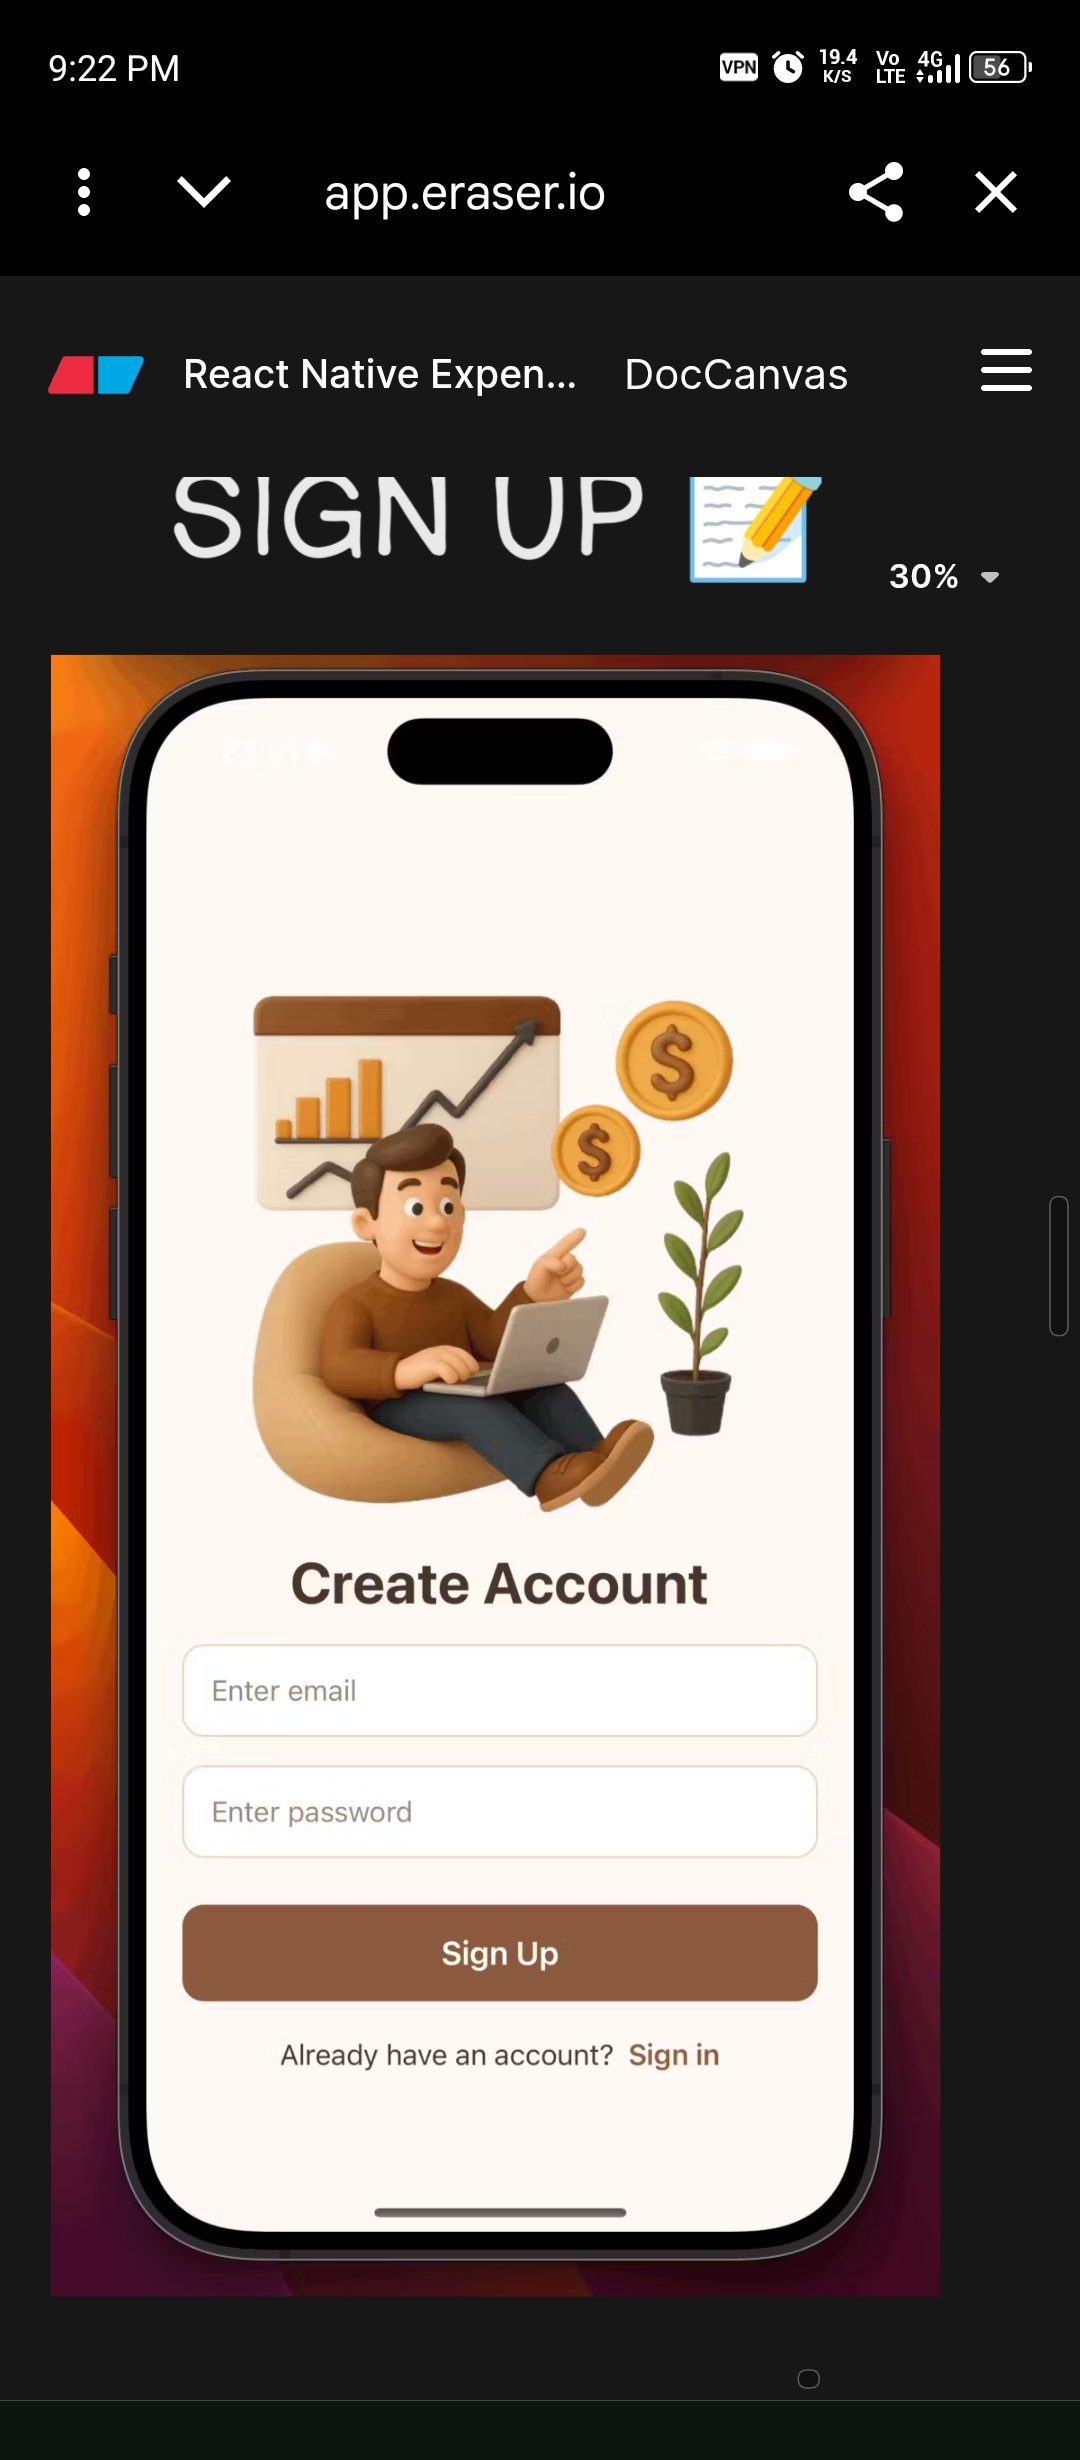 9:22 PM VPN 19.4 K/S Vo LTE 4G 56
app.eraser.io
React Native Expen... DocCanvas
SIGN UP
30%
$
$
Create Account
Enter email
Enter password
Sign Up
Already have an account? Sign in